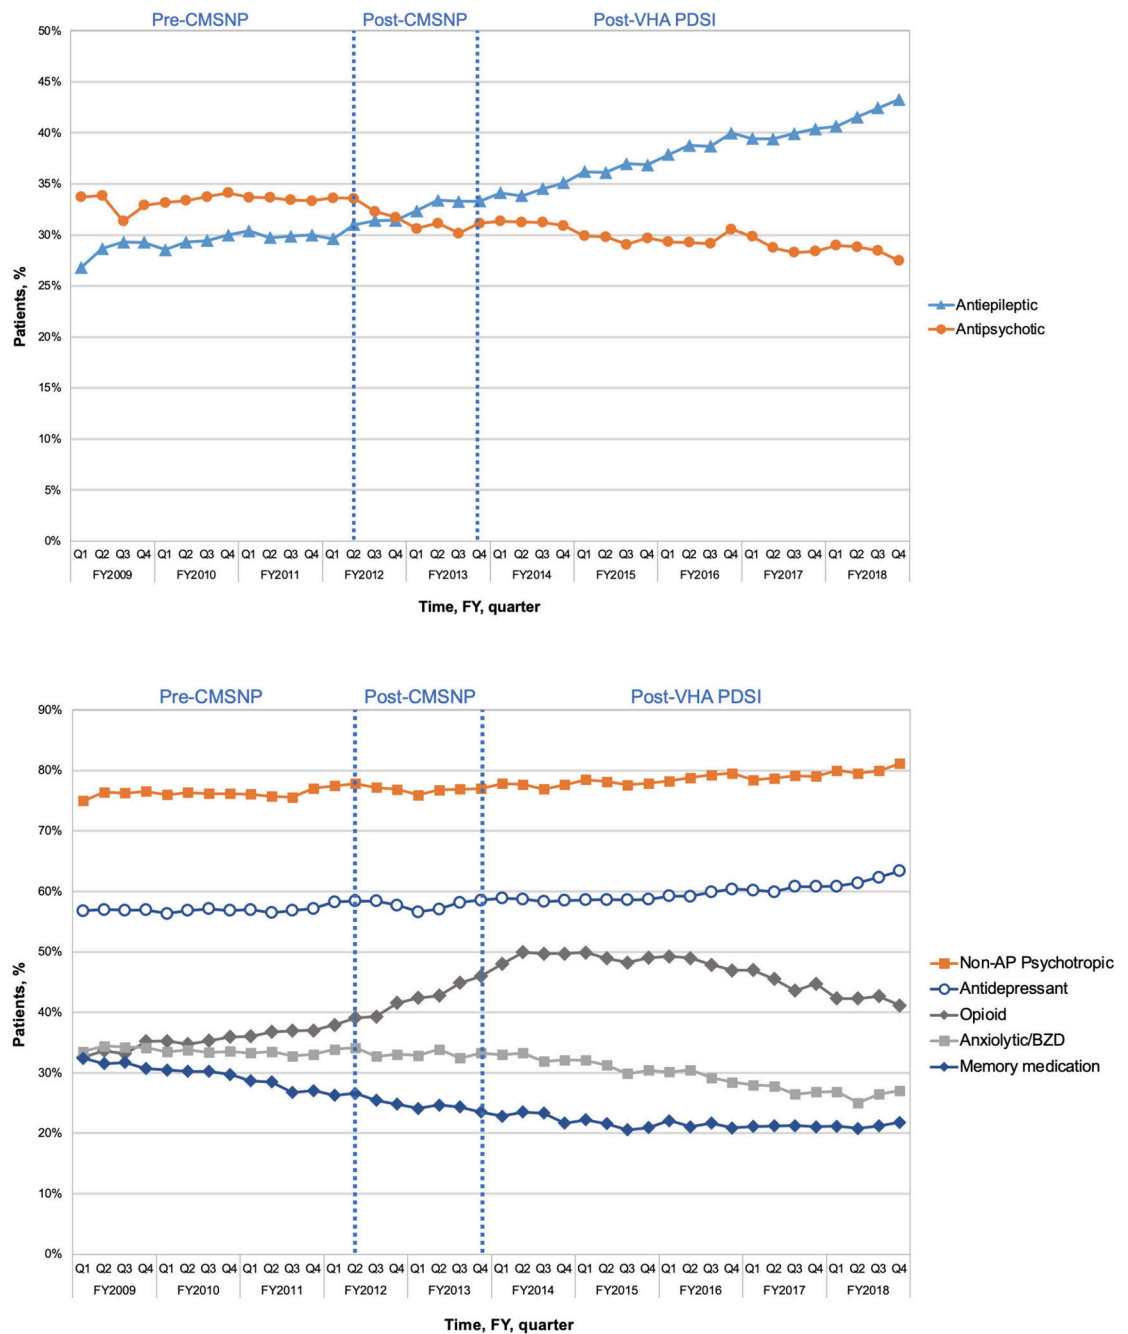 Pre-CMSNP Post-CMSNP Post-VHA PDSI
50%
45%
40%
35%
30%
25%
20%
15%
10%
5%
0%
Patients, %
Antiepileptic
Antipsychotic
Q1 Q2 Q3 Q4 Q1 Q2 Q3 Q4 Q1 Q2 Q3 Q4 Q1 Q2 Q3 Q4 Q1 Q2 Q3 Q4 Q1 Q2 Q3 Q4 Q1 Q2 Q3 Q4 Q1 Q2 Q3 Q4 Q1 Q2 Q3 Q4 Q1 Q2 Q3 Q4
FY2009 FY2010 FY2011 FY2012 FY2013 FY2014 FY2015 FY2016 FY2017 FY2018
Time, FY, quarter
Pre-CMSNP Post-CMSNP Post-VHA PDSI
90%
80%
70%
60%
50%
40%
30%
20%
10%
0%
Patients, %
Non-AP Psychotropic
Antidepressant
Opioid
Anxiolytic/BZD
Memory medication
Q1 Q2 Q3 Q4 Q1 Q2 Q3 Q4 Q1 Q2 Q3 Q4 Q1 Q2 Q3 Q4 Q1 Q2 Q3 Q4 Q1 Q2 Q3 Q4 Q1 Q2 Q3 Q4 Q1 Q2 Q3 Q4 Q1 Q2 Q3 Q4 Q1 Q2 Q3 Q4
FY2009 FY2010 FY2011 FY2012 FY2013 FY2014 FY2015 FY2016 FY2017 FY2018
Time, FY, quarter